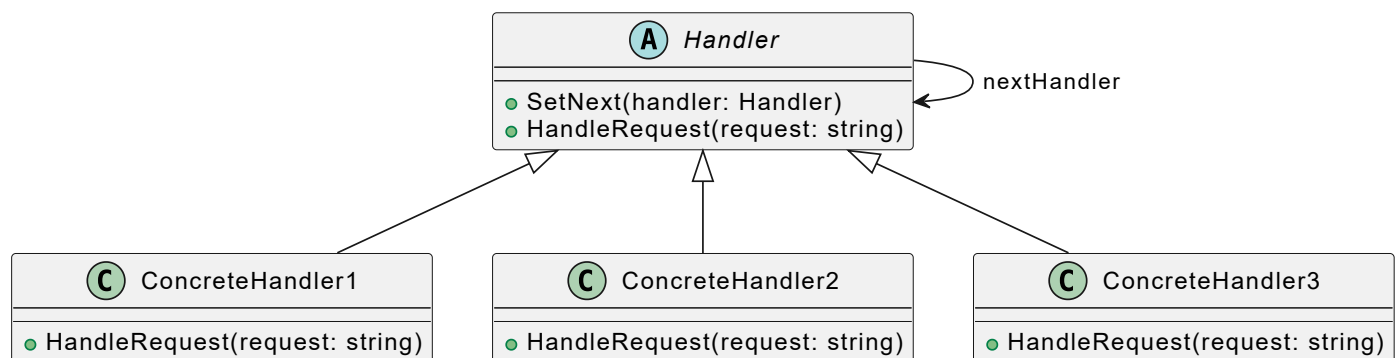 A Handler
nextHandler
SetNext(handler: Handler)
HandleRequest(request: string)
C ConcreteHandler1
C ConcreteHandler2
C ConcreteHandler3
HandleRequest(request: string)
HandleRequest(request: string)
HandleRequest(request: string)